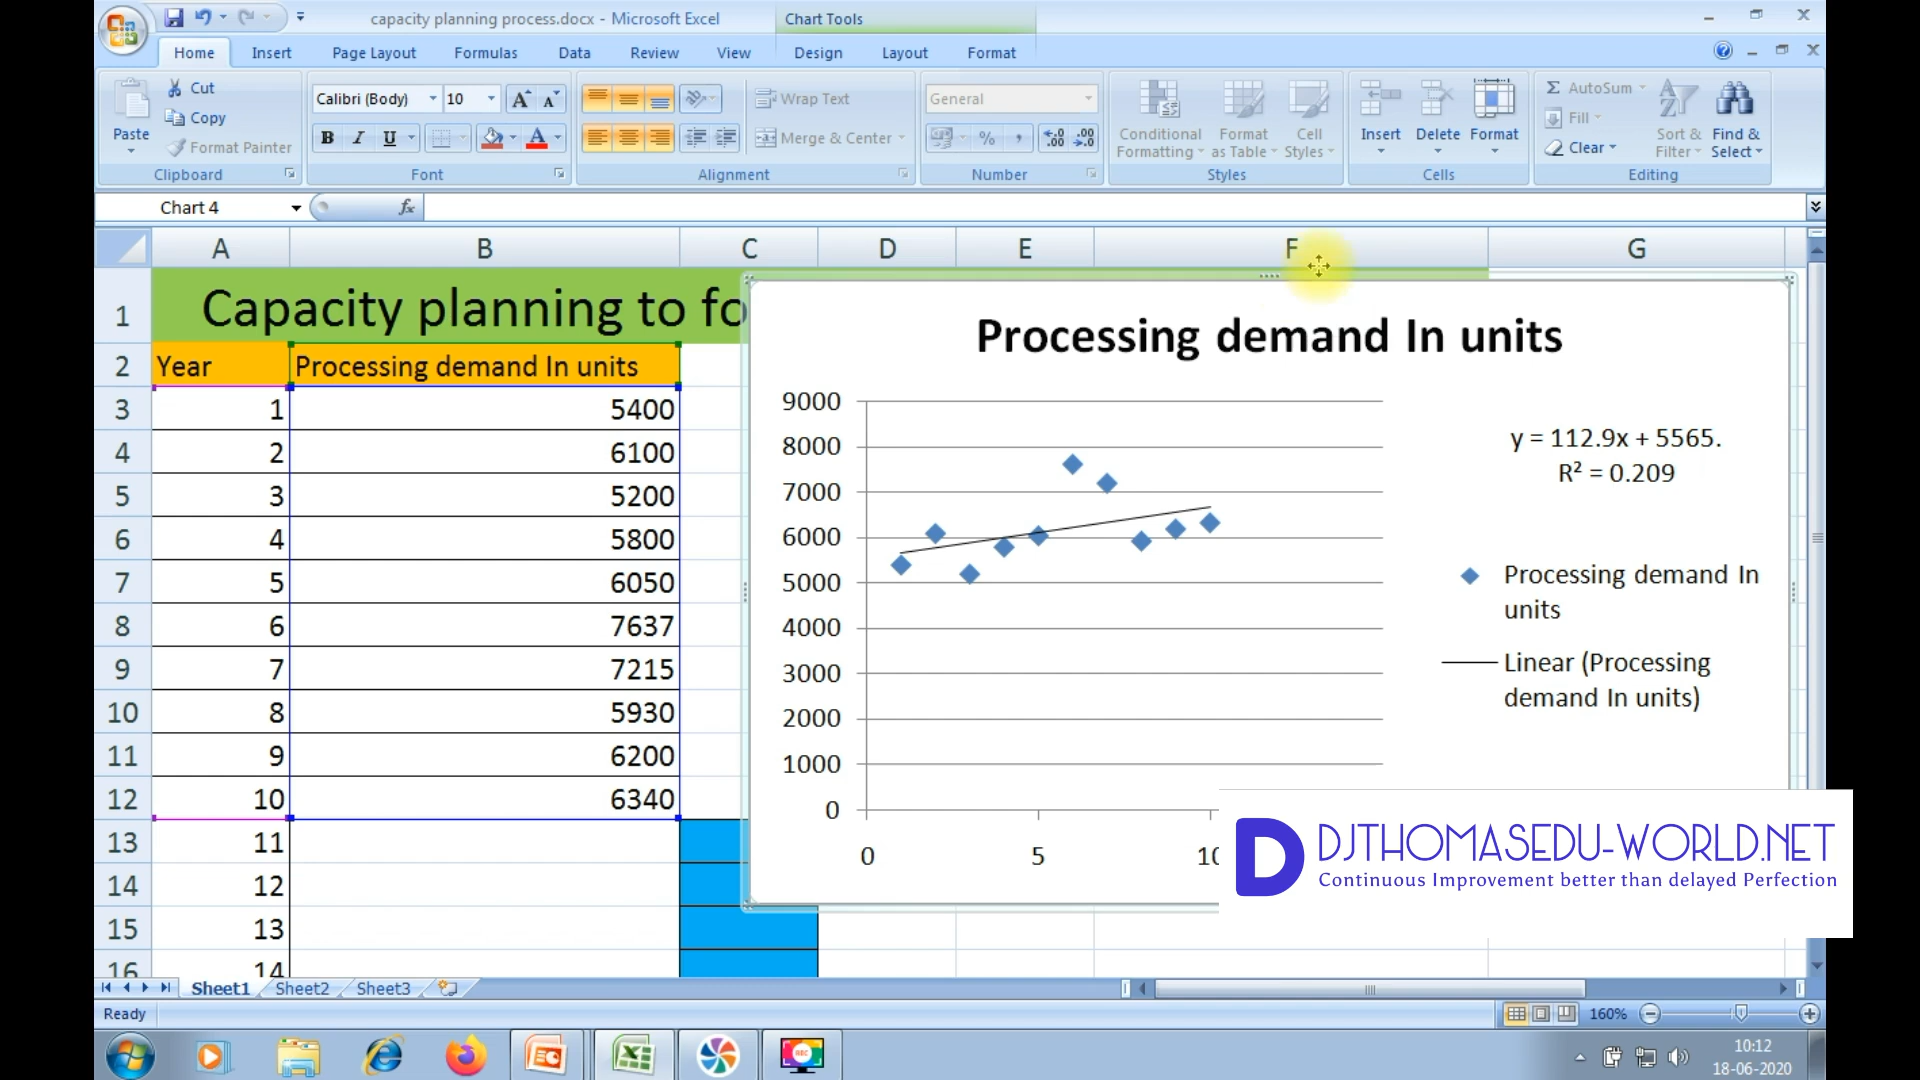 capacity planning process.docx - Microsoft Excel
Chart Tools
Home Insert Page Layout Formulas Data Review View Design Layout Format
Paste
Cut
Copy
Format Painter
Clipboard
Calibri (Body) 10
B I U
Font
Wrap Text
Merge & Center
Alignment
General
%
Number
Conditional Formatting
Format as Table
Cell Styles
Styles
Insert Delete Format
Cells
Σ AutoSum
Fill
Clear
Sort & Filter
Find & Select
Editing
Chart 4
fx
A B C D E F G
1 Capacity planning to fo
2 Year Processing demand In units
3 1 5400
4 2 6100
5 3 5200
6 4 5800
7 5 6050
8 6 7637
9 7 7215
10 8 5930
11 9 6200
12 10 6340
13 11
14 12
15 13
16 14
Processing demand In units
9000
8000
7000
6000
5000
4000
3000
2000
1000
0
0 5 10
y = 112.9x + 5565.
R² = 0.209
Processing demand In
units
Linear (Processing
demand In units)
D DJTHOMASEDU-WORLD.NET
Continuous Improvement better than delayed Perfection
Sheet1 Sheet2 Sheet3
Ready
160%
10:12
18-06-2020